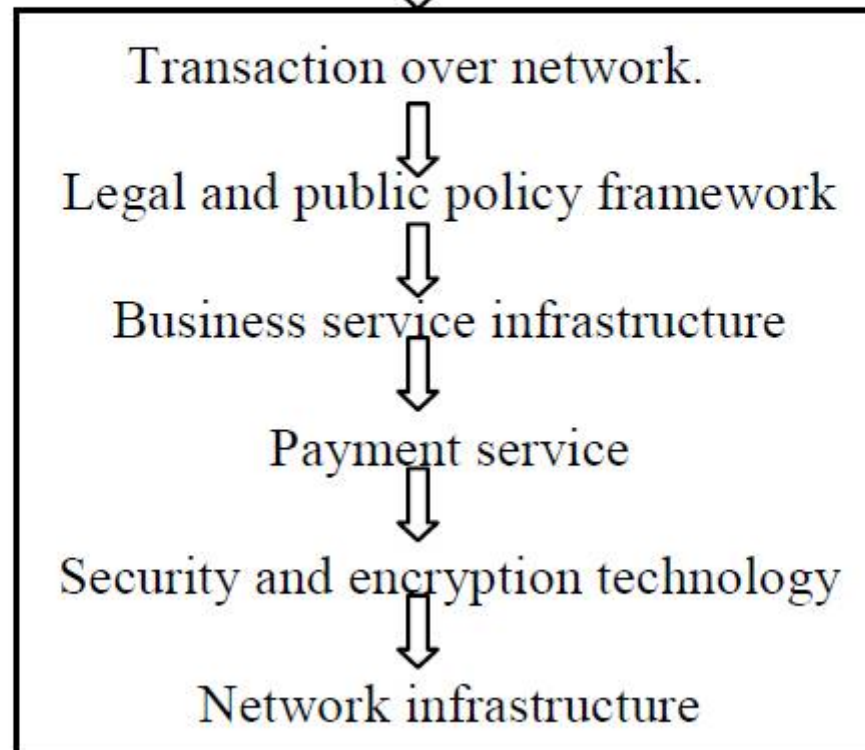 Transaction over network.
Legal and public policy framework
Business service infrastructure
Payment service
Security and encryption technology
Network infrastructure